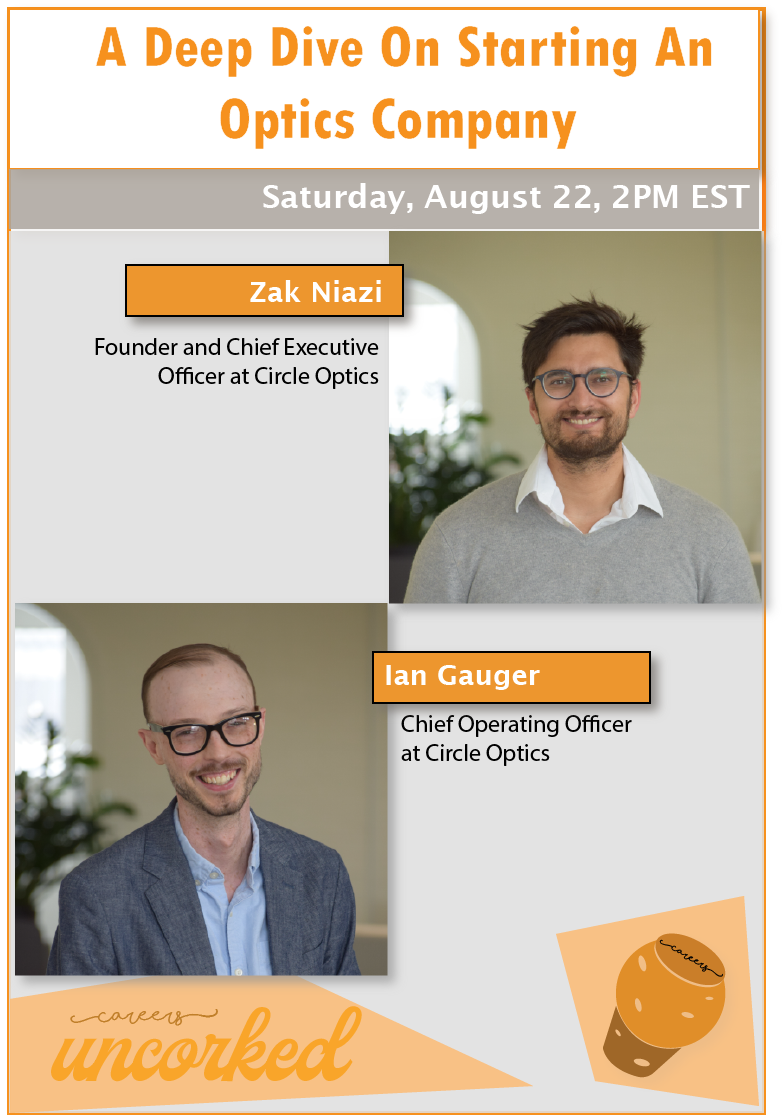 A Deep Dive On Starting An
Optics Company
Saturday, August 22, 2PM EST
Zak Niazi
Founder and Chief Executive
Officer at Circle Optics
Ian Gauger
Chief Operating Officer
at Circle Optics
careers
uncorked
careers